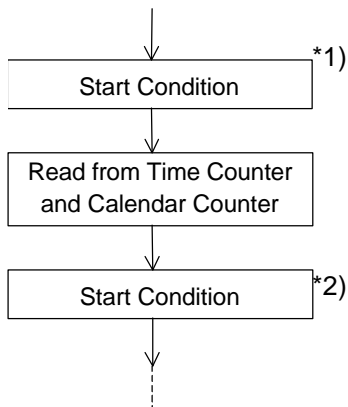 *1)
Start Condition
Read from Time Counter
and Calendar Counter
*2)
Start Condition